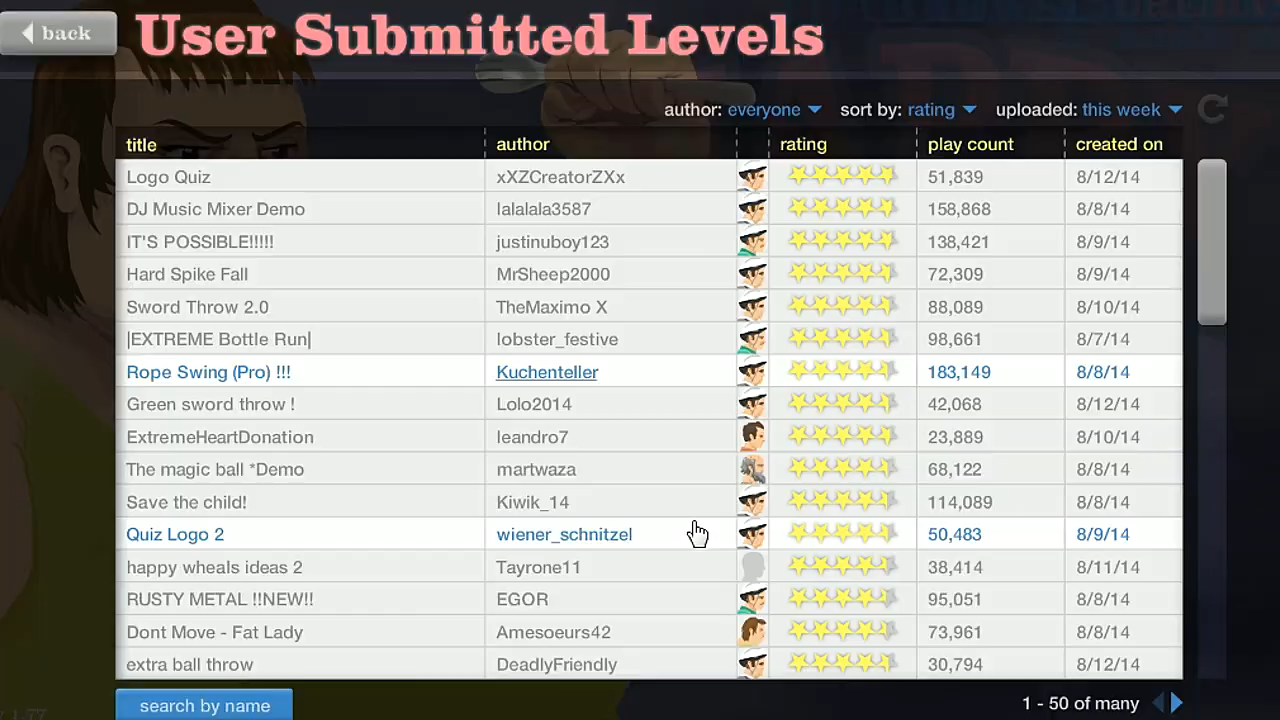 back
User Submitted Levels
author: everyone sort by: rating uploaded: this week
title author rating play count created on
Logo Quiz xXZCreatorZXx 51,839 8/12/14
DJ Music Mixer Demo lalalala3587 158,868 8/8/14
IT'S POSSIBLE!!!!! justinuboy123 138,421 8/9/14
Hard Spike Fall MrSheep2000 72,309 8/9/14
Sword Throw 2.0 TheMaximo X 88,089 8/10/14
|EXTREME Bottle Run| lobster_festive 98,661 8/7/14
Rope Swing (Pro) !!! Kuchenteller 183,149 8/8/14
Green sword throw ! Lolo2014 42,068 8/12/14
ExtremeHeartDonation leandro7 23,889 8/10/14
The magic ball *Demo martwaza 68,122 8/8/14
Save the child! Kiwik_14 114,089 8/8/14
Quiz Logo 2 wiener_schnitzel 50,483 8/9/14
happy wheals ideas 2 Tayrone11 38,414 8/11/14
RUSTY METAL !!NEW!! EGOR 95,051 8/8/14
Dont Move - Fat Lady Amesoeurs42 73,961 8/8/14
extra ball throw DeadlyFriendly 30,794 8/12/14
search by name 1 - 50 of many